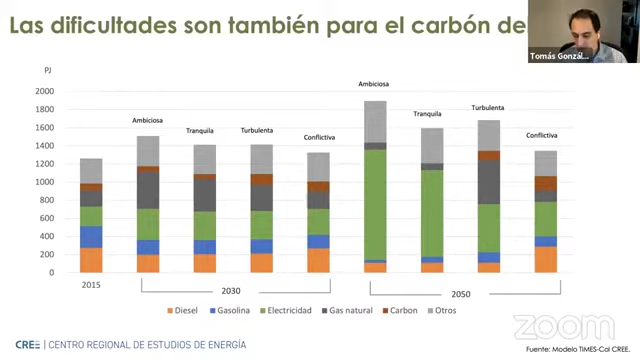 Las dificultades son también para el carbón de
Tomás Gonzál...
PJ
2000
1800
1600
1400
1200
1000
800
600
400
200
0
Ambiciosa
Tranquila
Turbulenta
Conflictiva
Ambiciosa
Tranquila
Turbulenta
Conflictiva
2015
2030
2050
Diesel Gasolina Electricidad Gas natural Carbon Otros
CREE | CENTRO REGIONAL DE ESTUDIOS DE ENERGÍA
zoom
Fuente: Modelo TIMES-Col CREE.